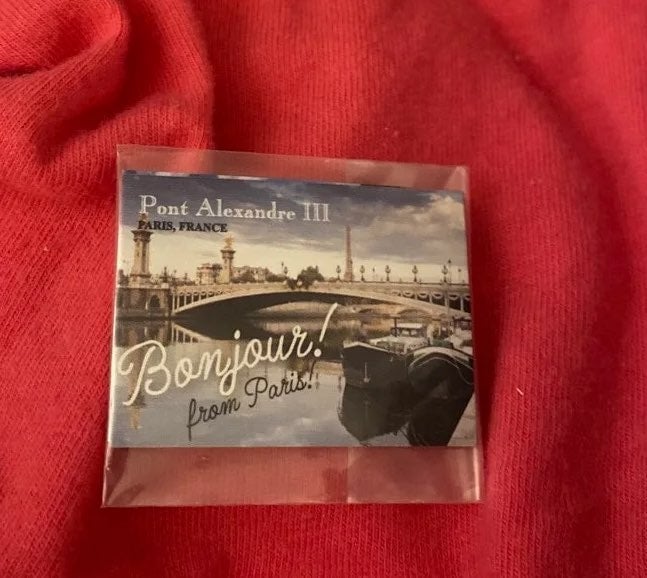 Pont Alexandre III
PARIS, FRANCE
Bonjour!
from Paris!